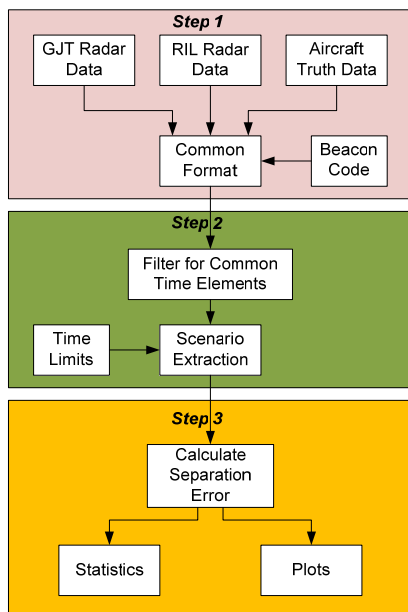 Step 1
GJT Radar
Data
RIL Radar
Data
Aircraft
Truth Data
Common
Format
Beacon
Code
Step 2
Filter for Common
Time Elements
Time
Limits
Scenario
Extraction
Step 3
Calculate
Separation
Error
Statistics
Plots